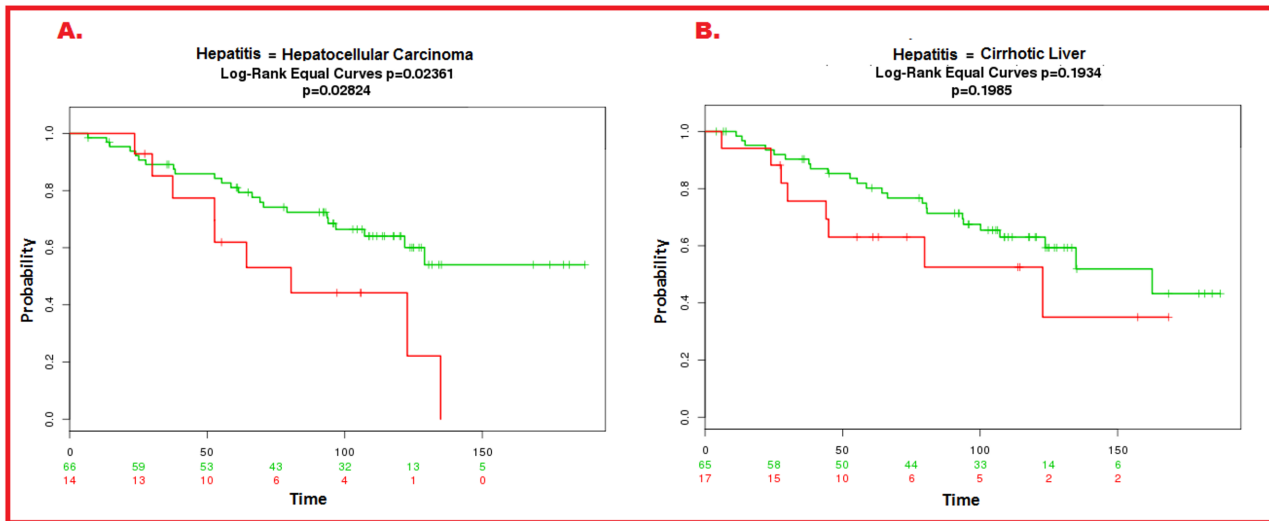 A.
Hepatitis = Hepatocellular Carcinoma
Log-Rank Equal Curves p=0.02361
p=0.02824
Probability
1.0
0.8
0.6
0.4
0.2
0.0
0 50 100 150
66 59 53 43 32 13 5
14 13 10 6 4 1 0
Time
B.
Hepatitis = Cirrhotic Liver
Log-Rank Equal Curves p=0.1934
p=0.1985
Probability
1.0
0.8
0.6
0.4
0.2
0.0
0 50 100 150
65 58 50 44 33 14 6
17 15 10 6 5 2 2
Time